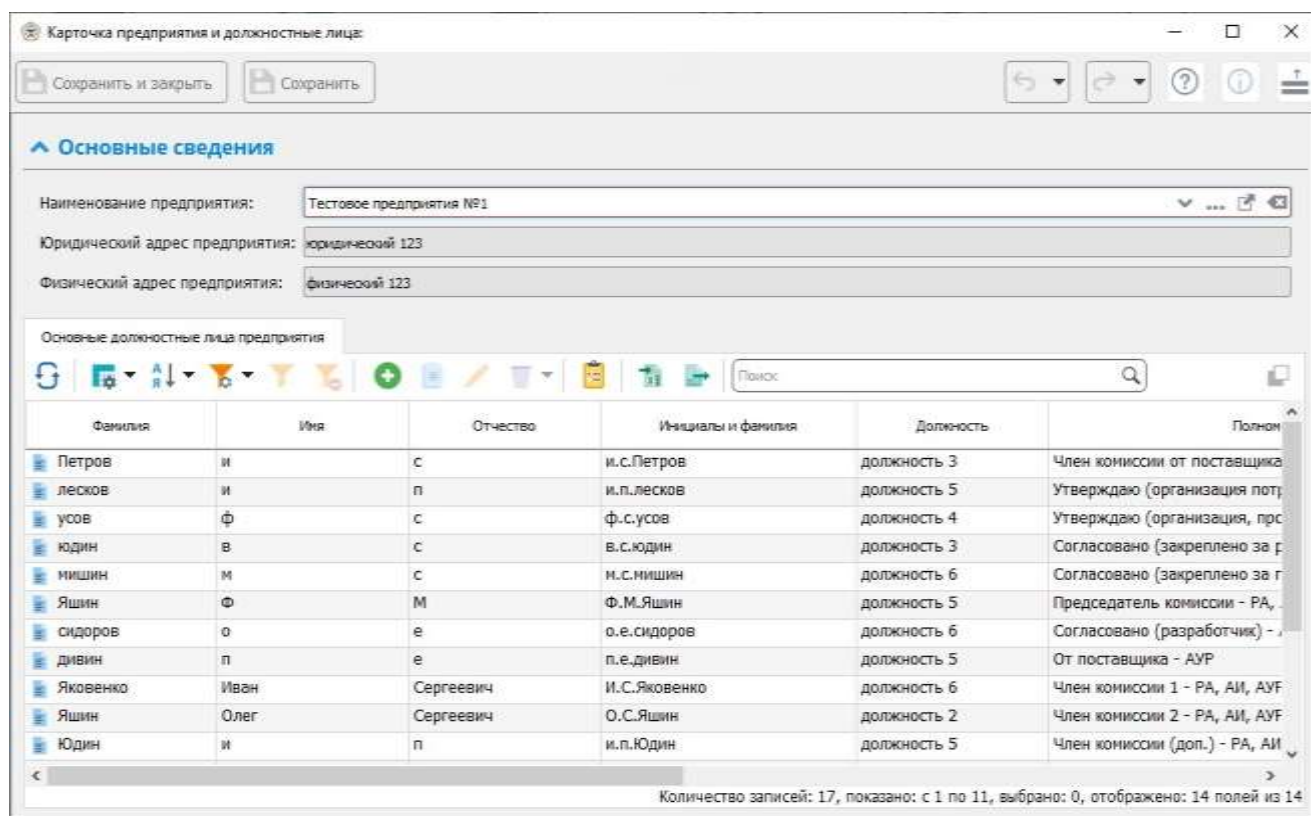 Карточка предприятия и должностные лица:
Сохранить и закрыть Сохранить
Основные сведения
Наименование предприятия: Тестовое предприятия №1
Юридический адрес предприятия: юридический 123
Физический адрес предприятия: физический 123
Основные должностные лица предприятия
Поиск
Фамилия Имя Отчество Инициалы и фамилия Должность Полном
Петров и с и.с.Петров должность 3 Член комиссии от поставщика
лесков и п и.п.лесков должность 5 Утверждаю (организация потр
усов ф с ф.с.усов должность 4 Утверждаю (организация, прс
юдин в с в.с.юдин должность 3 Согласовано (закреплено за р
мишин м с м.с.мишин должность 6 Согласовано (закреплено за г
Яшин Ф М Ф.М.Яшин должность 5 Председатель комиссии - РА,
сидоров о е о.е.сидоров должность 6 Согласовано (разработчик) -
дивин п е п.е.дивин должность 5 От поставщика - АУР
Яковенко Иван Сергеевич И.С.Яковенко должность 6 Член комиссии 1 - РА, АИ, АУР
Яшин Олег Сергеевич О.С.Яшин должность 2 Член комиссии 2 - РА, АИ, АУР
Юдин и п и.п.Юдин должность 5 Член комиссии (доп.) - РА, АИ
Количество записей: 17, показано: с 1 по 11, выбрано: 0, отображено: 14 полей из 14